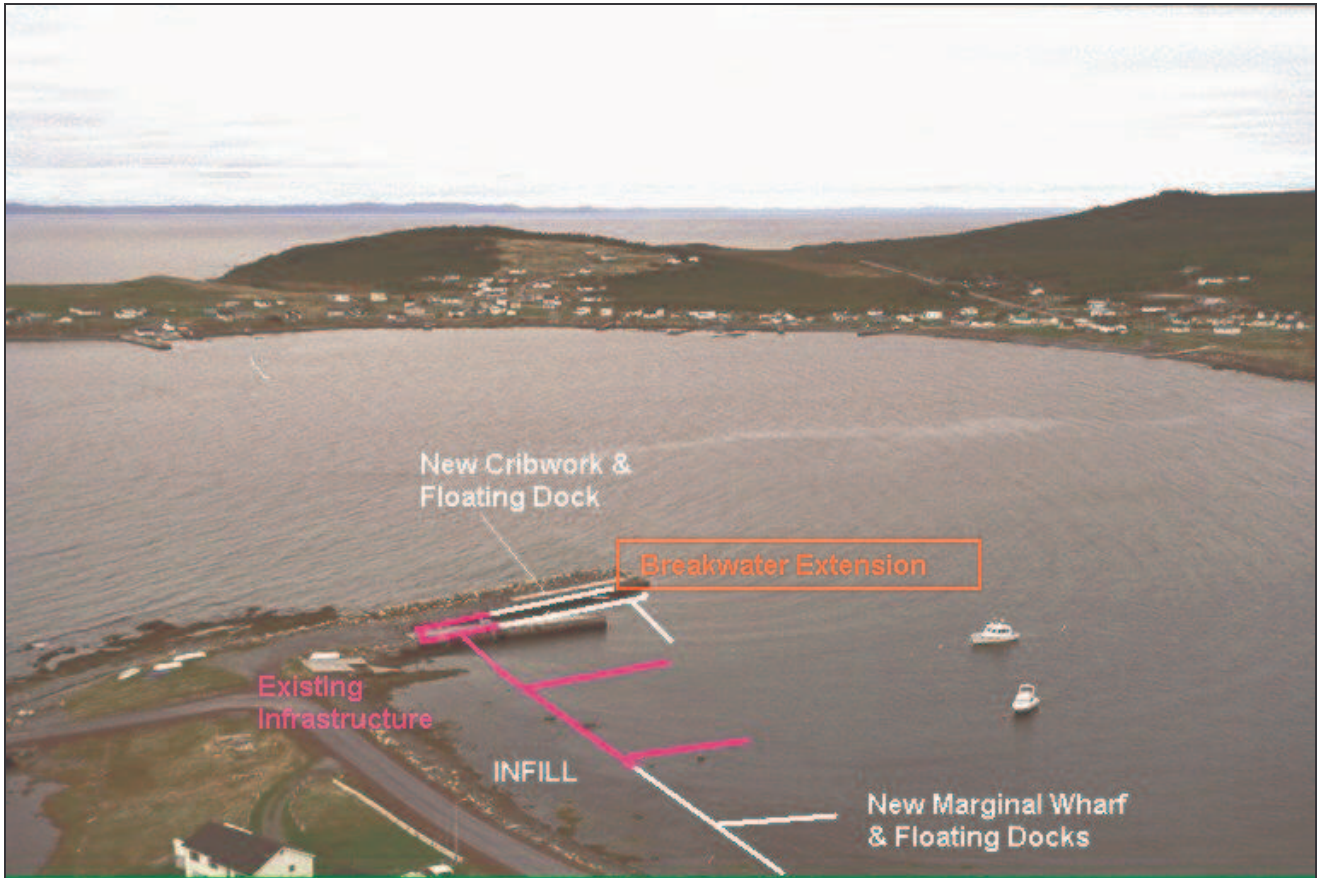 New Cribwork &
Floating Dock
Breakwater Extension
Existing
Infrastructure
INFILL
New Marginal Wharf
& Floating Docks